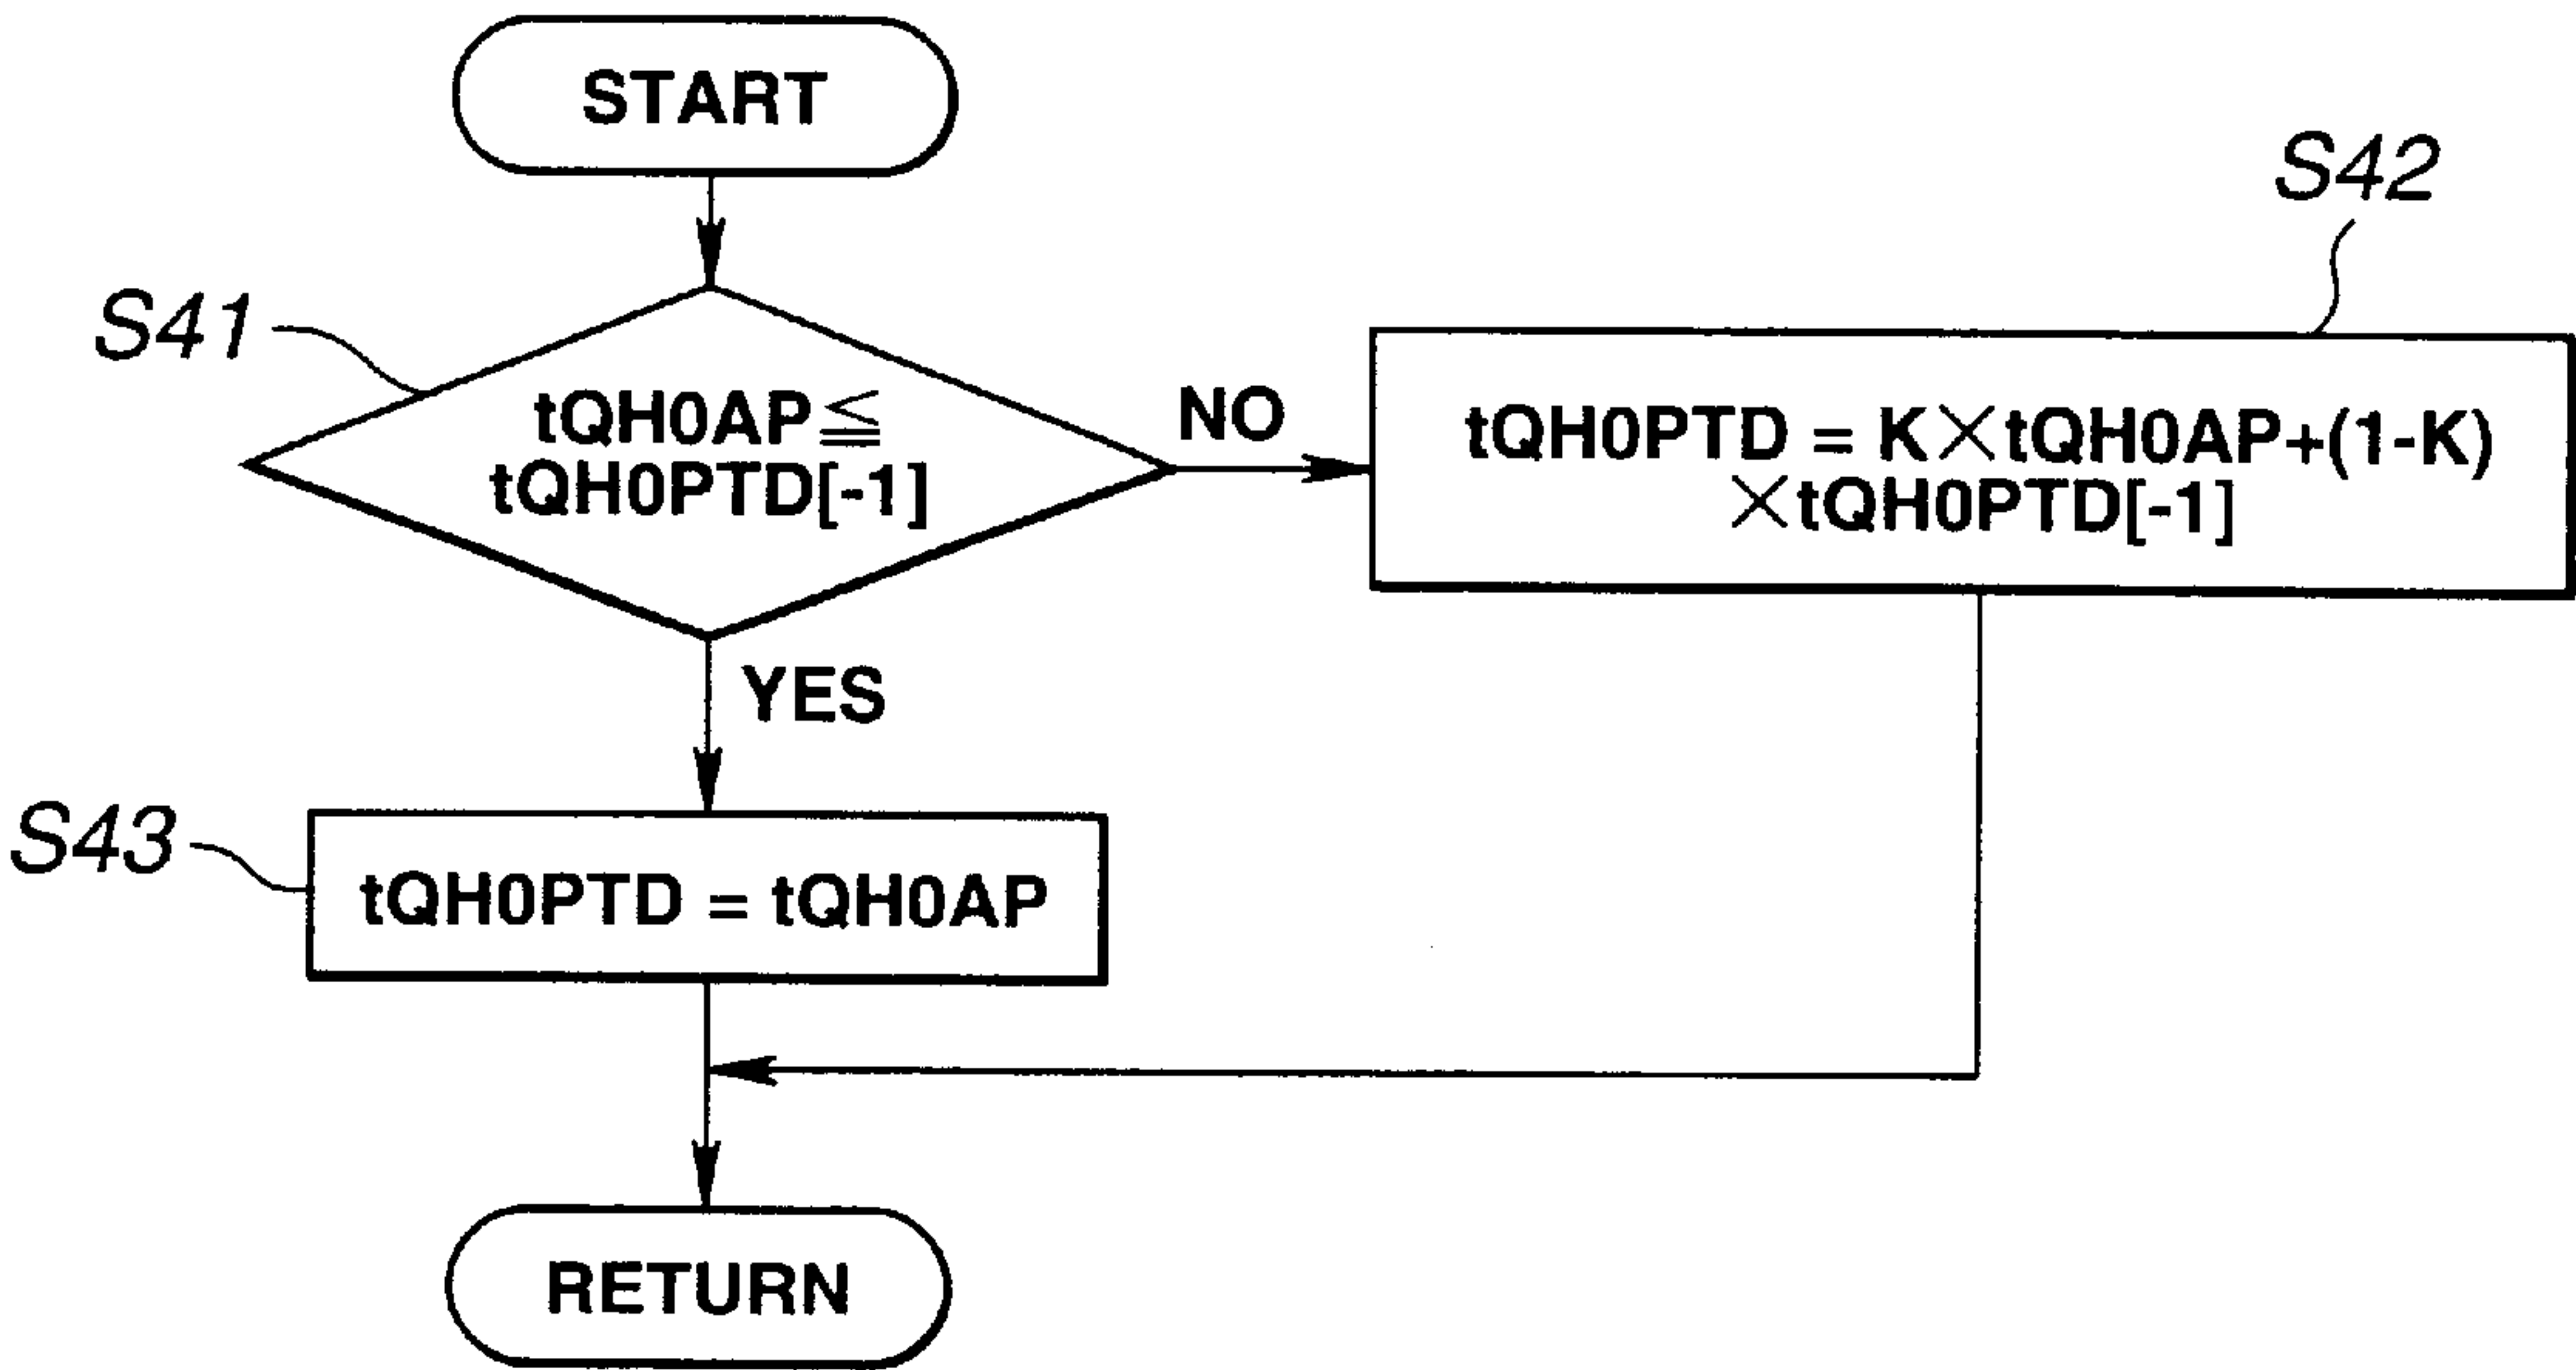 START
S41
tQH0AP≦
tQH0PTD[-1]
NO
S42
tQH0PTD = K×tQH0AP+(1-K)
×tQH0PTD[-1]
YES
S43
tQH0PTD = tQH0AP
RETURN